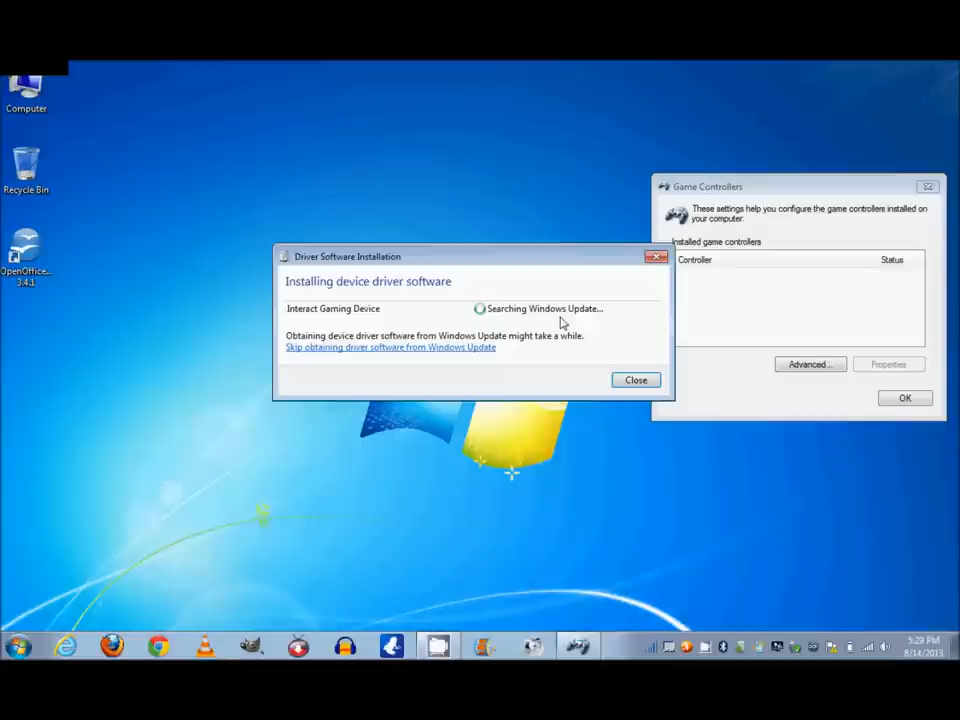 Computer
Recycle Bin
OpenOffice...
3.4.1
Driver Software Installation
Installing device driver software
Interact Gaming Device
Searching Windows Update...
Obtaining device driver software from Windows Update might take a while.
Skip obtaining driver software from Windows Update
Close
Game Controllers
These settings help you configure the game controllers installed on
your computer.
Installed game controllers
Controller
Status
Advanced...
Properties
OK
5:29 PM
8/14/2013